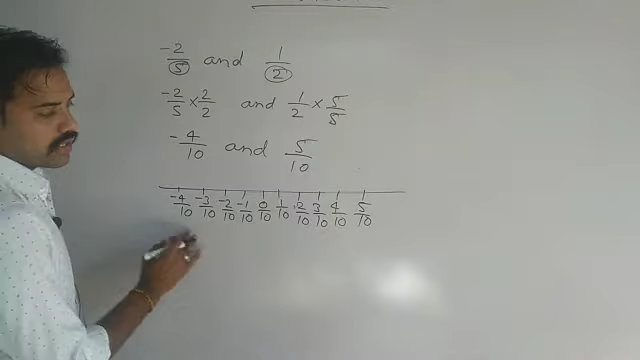 -2/5 and 1/2
-2/5 × 2/2 and 1/2 × 5/5
-4/10 and 5/10
-4/10 -3/10 -2/10 -1/10 0/10 1/10 2/10 3/10 4/10 5/10